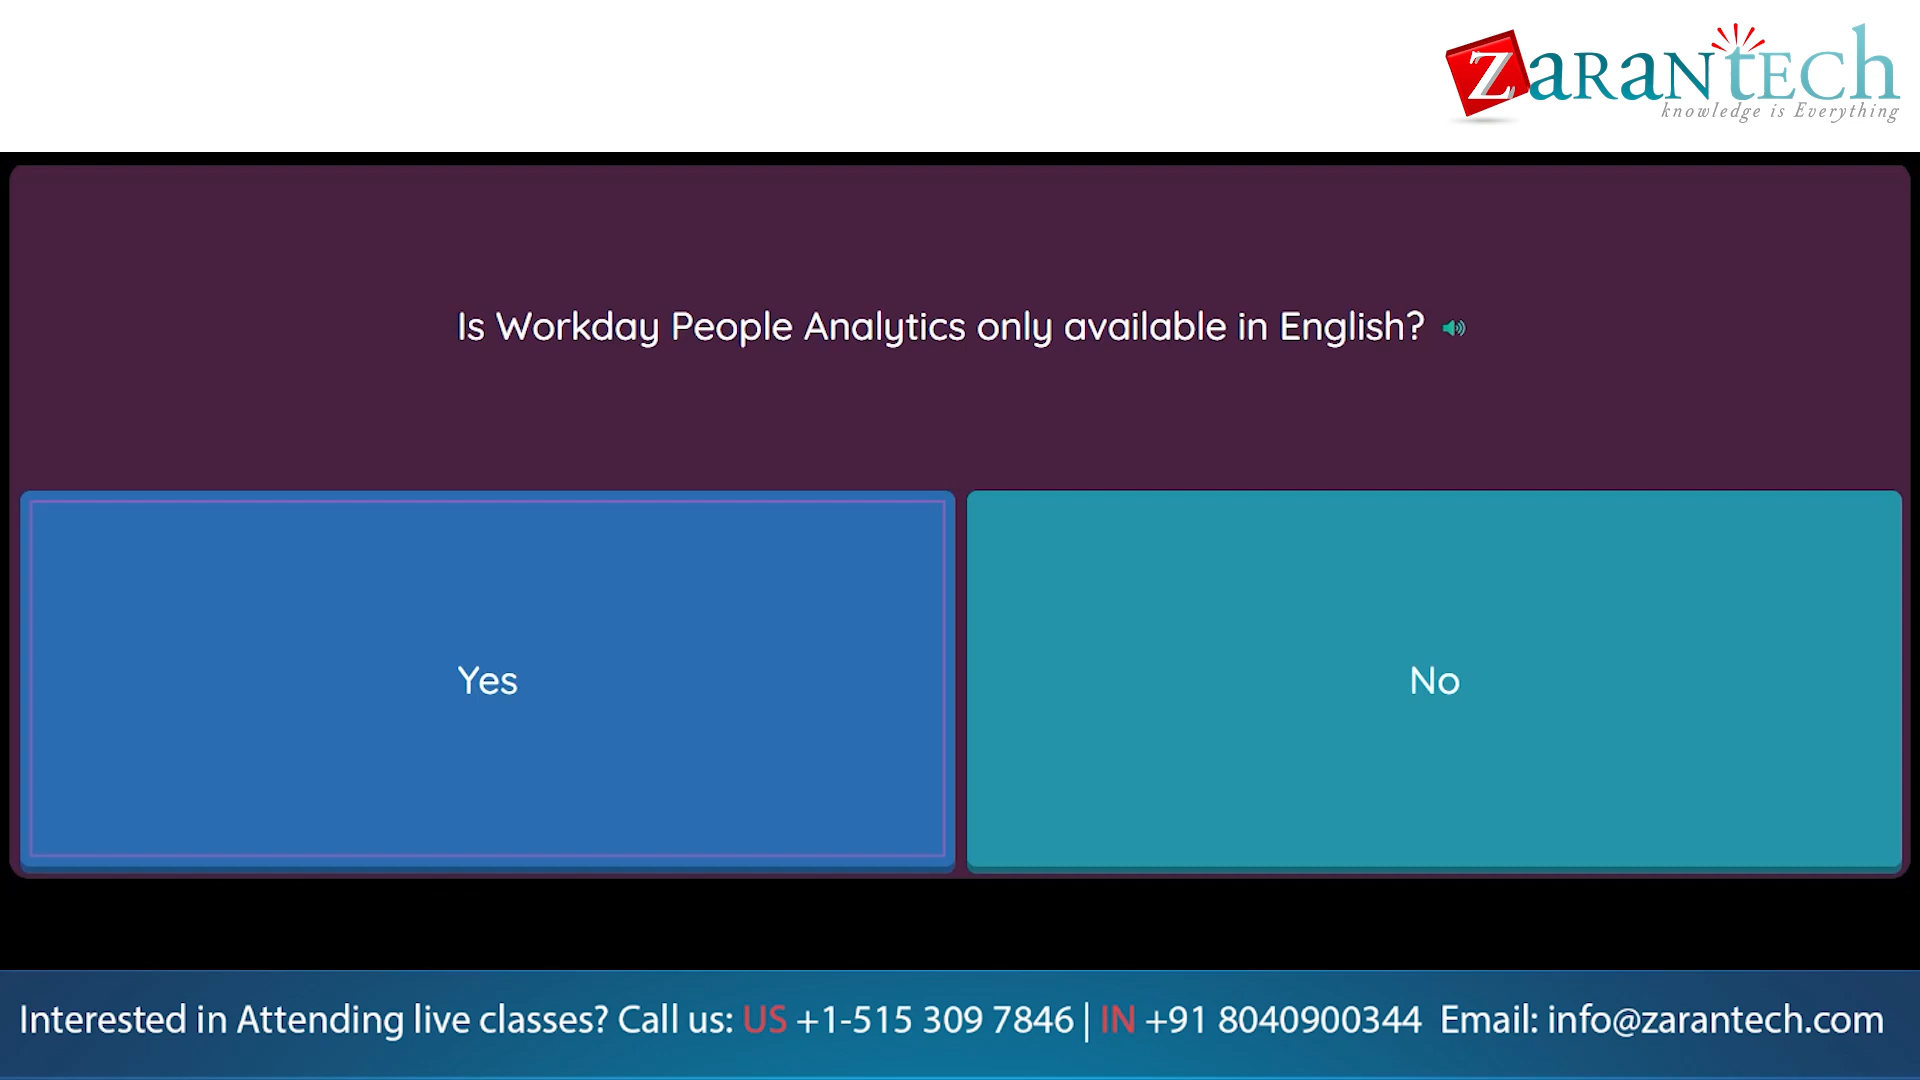 ZaranTech
knowledge is Everything
Is Workday People Analytics only available in English?
Yes
No
Interested in Attending live classes? Call us: US +1-515 309 7846 | IN +91 8040900344 Email: info@zarantech.com